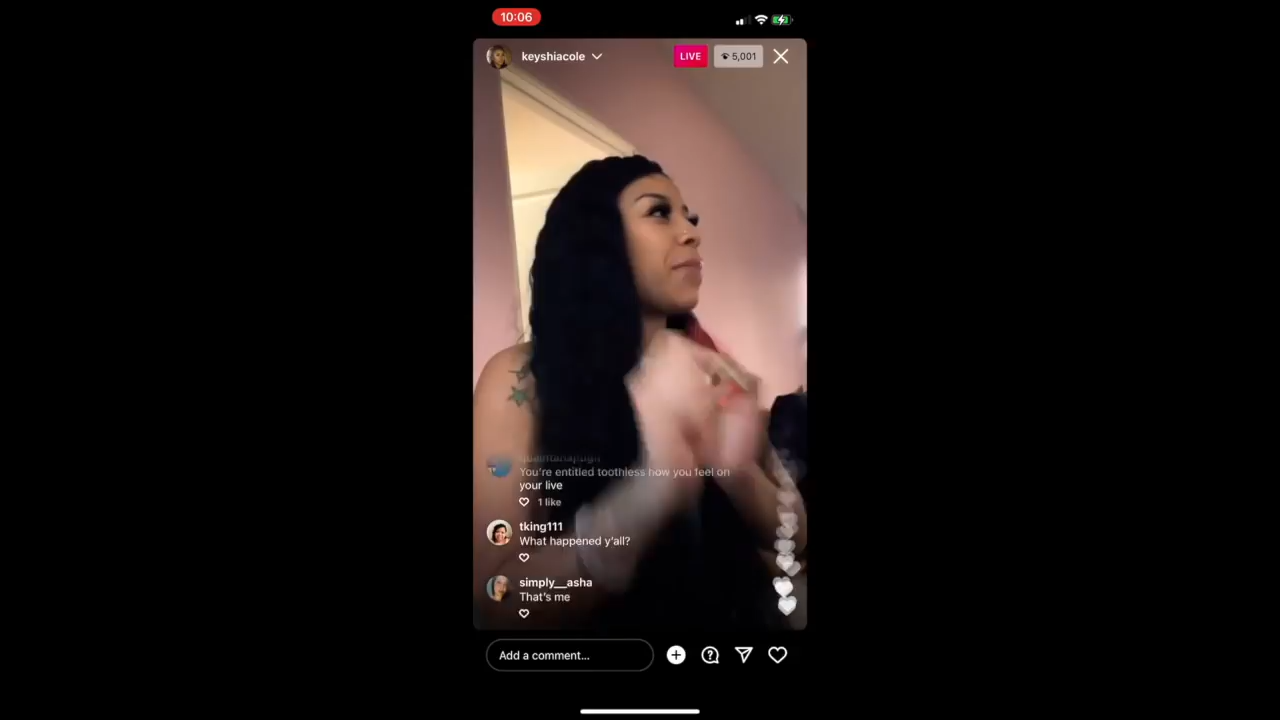 10:06
keyshiacole
LIVE
5,001
You're entitled toothless how you feel on
your live
1 like
tking111
What happened y'all?
simply__asha
That's me
Add a comment...